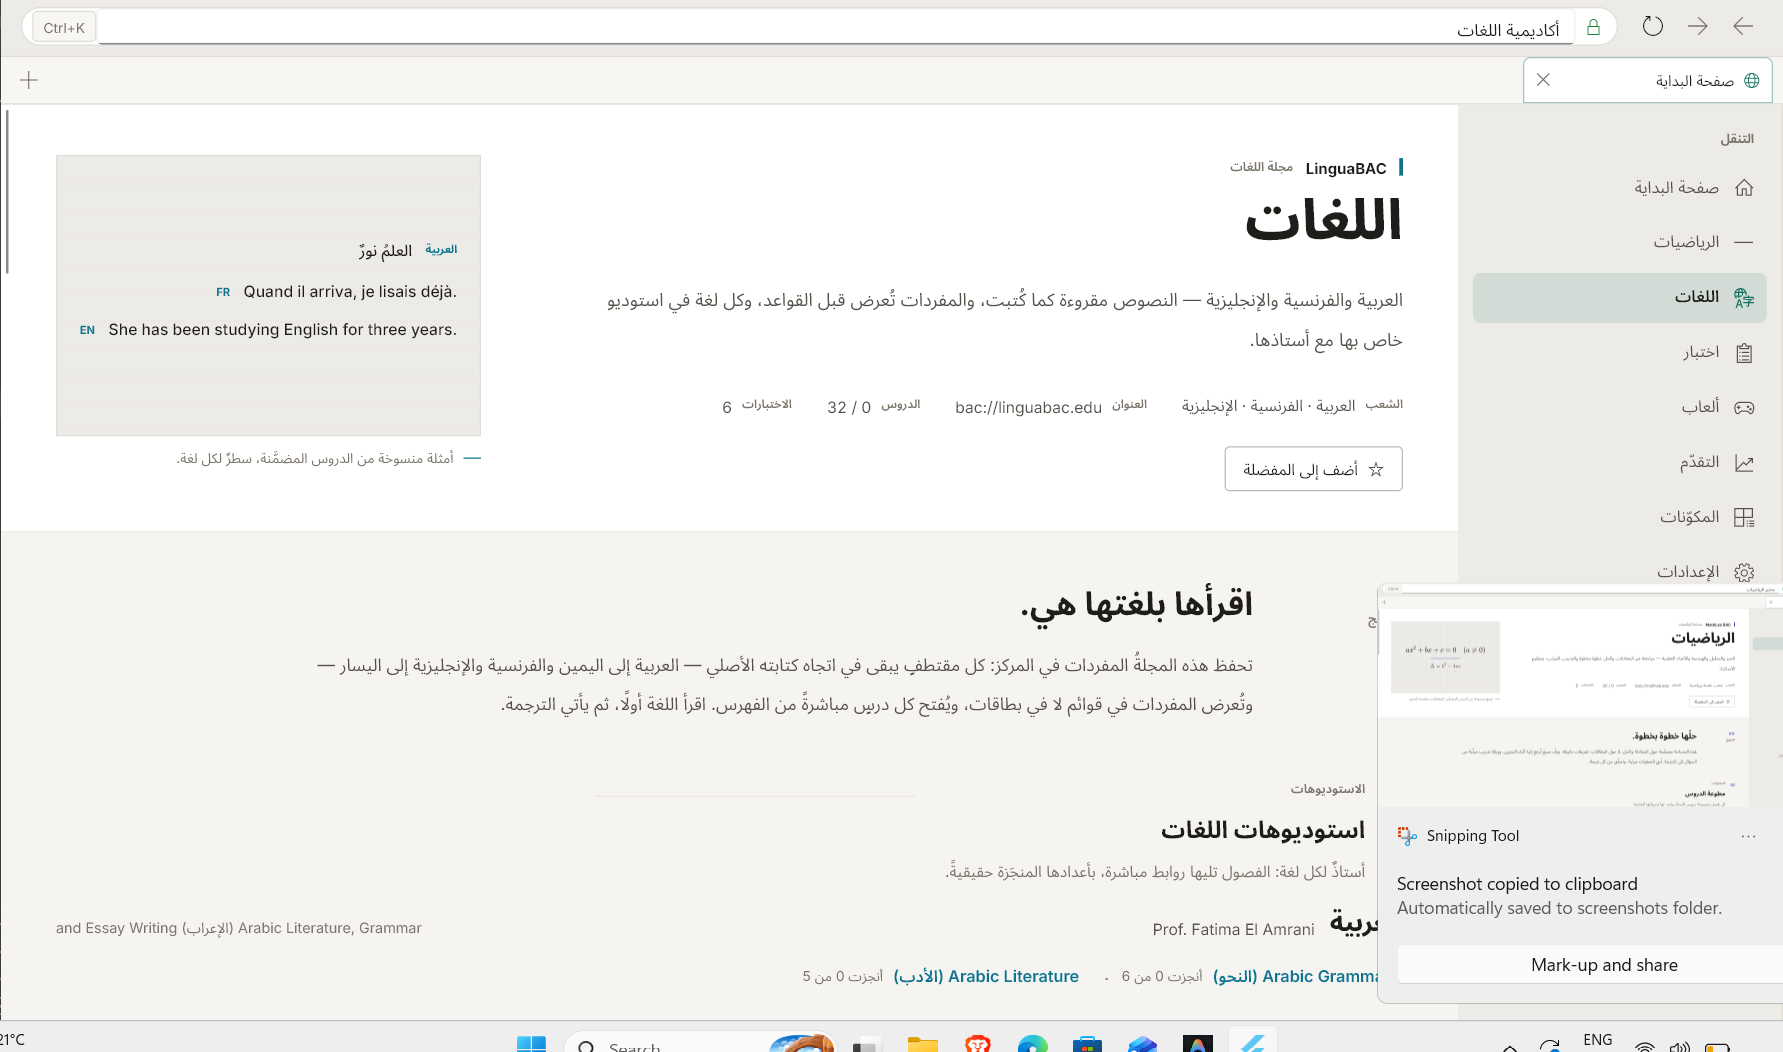 أكاديمية اللغات
Ctrl+K
صفحة البداية
التنقل
صفحة البداية
الرياضيات
اللغات
اختبار
ألعاب
التقدّم
المكوّنات
الإعدادات
LinguaBAC مجلة اللغات
اللغات
العربية والفرنسية والإنجليزية — النصوص مقروءة كما كُتبت، والمفردات تُعرض قبل القواعد، وكل لغة في استوديو
خاص بها مع أستاذها.
الشعب العربية · الفرنسية · الإنجليزية العنوان bac://linguabac.edu الدروس 0 / 32 الاختبارات 6
أضف إلى المفضلة
العربية العلمُ نورٌ
FR Quand il arriva, je lisais déjà.
EN She has been studying English for three years.
أمثلة منسوخة من الدروس المضمَّنة، سطرٌ لكل لغة.
اقرأها بلغتها هي.
تحفظ هذه المجلةُ المفردات في المركز: كل مقتطفٍ يبقى في اتجاه كتابته الأصلي — العربية إلى اليمين والفرنسية والإنجليزية إلى اليسار —
وتُعرض المفردات في قوائم لا في بطاقات، ويُفتح كل درسٍ مباشرةً من الفهرس. اقرأ اللغة أولًا، ثم يأتي الترجمة.
الاستوديوهات
استوديوهات اللغات
أستاذٌ لكل لغة: الفصول تليها روابط مباشرة، بأعدادها المنجَزة حقيقيةً.
Prof. Fatima El Amrani
and Essay Writing (الإعراب) Arabic Literature, Grammar
(النحو) Arabic أنجزت 0 من 6 · (الأدب) Arabic Literature أنجزت 0 من 5
LinguaBAC
الرياضيات
حلّها خطوة بخطوة.
مطوعة الدروس
Snipping Tool
Screenshot copied to clipboard
Automatically saved to screenshots folder.
Mark-up and share
21°C
Search
ENG